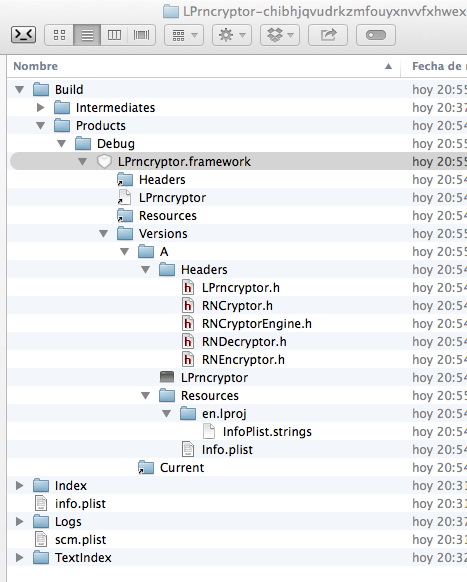 LPrncryptor-chibhjqvudrkzmfouyxnvvfxhwex
Nombre Fecha de
Build hoy 20:55
Intermediates hoy 20:37
Products hoy 20:54
Debug hoy 20:55
LPrncryptor.framework hoy 20:55
Headers hoy 20:54
LPrncryptor hoy 20:54
Resources hoy 20:54
Versions hoy 20:54
A hoy 20:55
Headers hoy 20:54
LPrncryptor.h hoy 20:54
RNCryptor.h hoy 20:54
RNCryptorEngine.h hoy 20:54
RNDecryptor.h hoy 20:54
RNEncryptor.h hoy 20:54
LPrncryptor hoy 20:54
Resources hoy 20:55
en.lproj hoy 20:54
InfoPlist.strings hoy 20:54
Info.plist hoy 20:54
Current hoy 20:54
Index hoy 20:31
info.plist hoy 20:31
Logs hoy 20:37
scm.plist hoy 20:31
TextIndex hoy 20:32